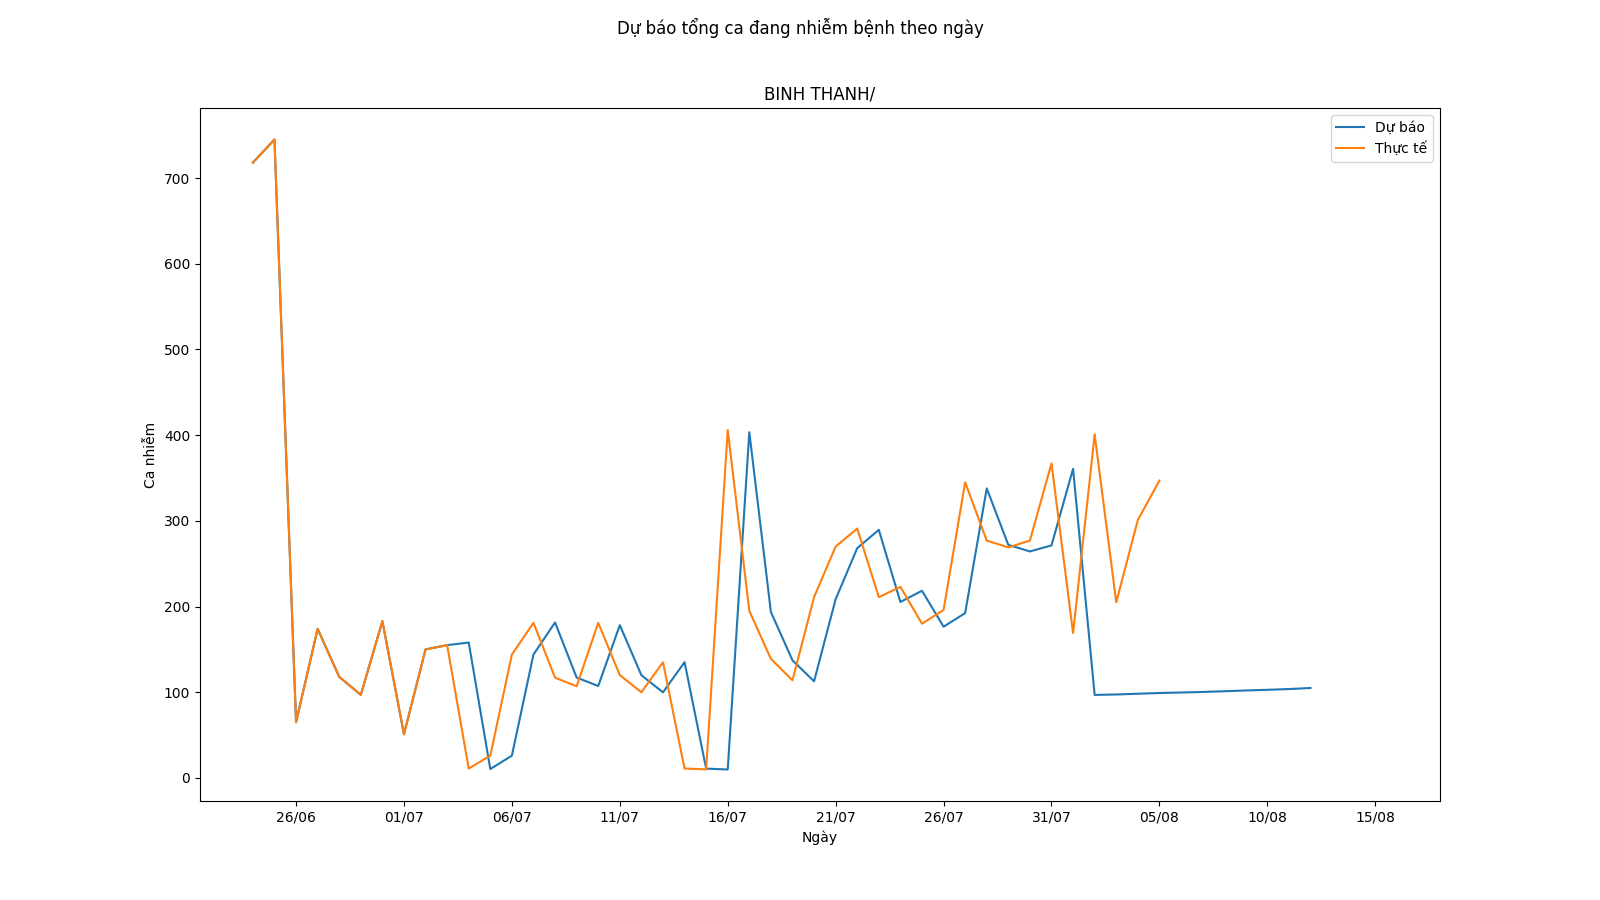 Dự báo tổng ca đang nhiễm bệnh theo ngày
BINH THANH/
Dự báo
Thực tế
700
600
500
400
300
200
100
0
Ca nhiễm
26/06 01/07 06/07 11/07 16/07 21/07 26/07 31/07 05/08 10/08 15/08
Ngày